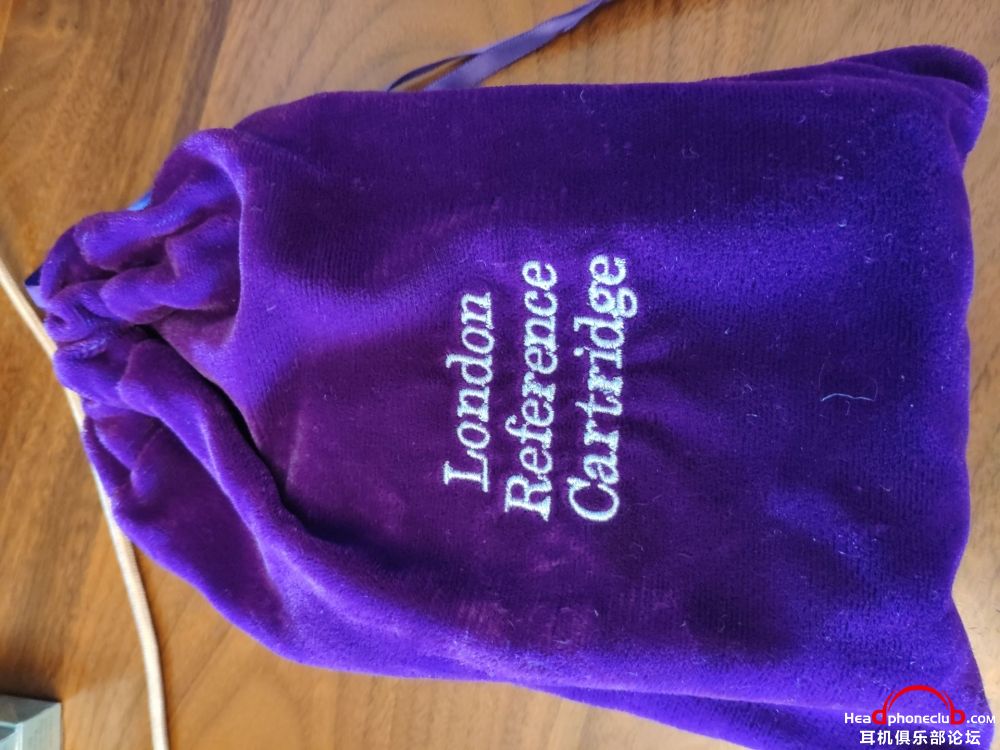 London
Reference
Cartridge
Headphoneclub.com
耳机俱乐部论坛